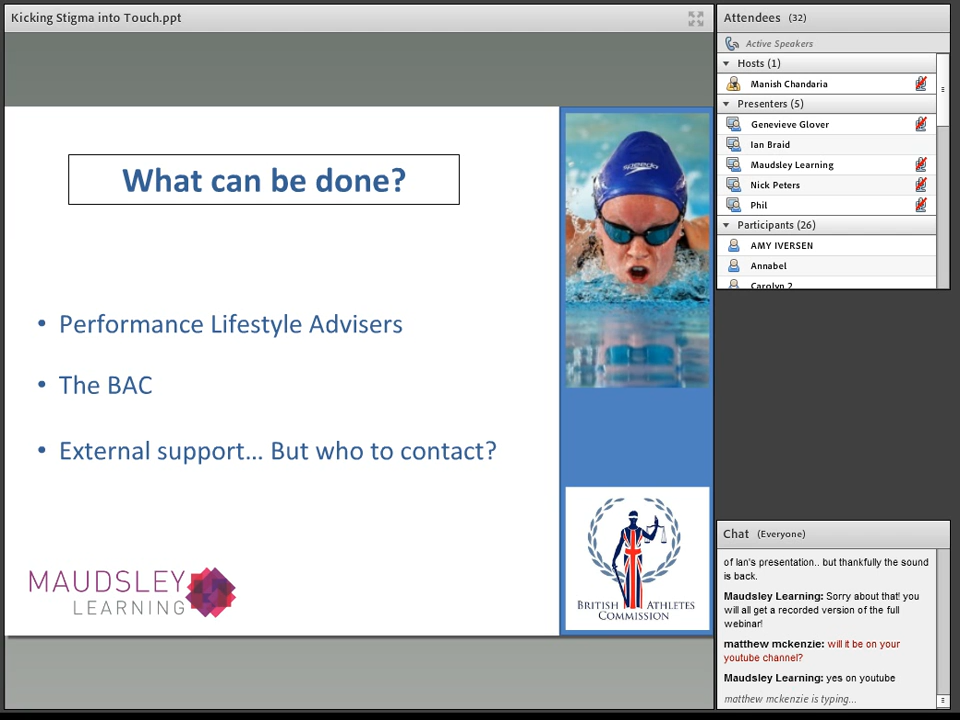 Kicking Stigma into Touch.ppt
What can be done?
• Performance Lifestyle Advisers
• The BAC
• External support... But who to contact?
MAUDSLEY
LEARNING
speedo
BRITISH ATHLETES
COMMISSION
Attendees (32)
Active Speakers
Hosts (1)
Manish Chandaria
Presenters (5)
Genevieve Glover
Ian Braid
Maudsley Learning
Nick Peters
Phil
Participants (26)
AMY IVERSEN
Annabel
Carolyn 2
Chat (Everyone)
of Ian's presentation.. but thankfully the sound
is back.
Maudsley Learning: Sorry about that! you
will all get a recorded version of the full
webinar!
matthew mckenzie: will it be on your
youtube channel?
Maudsley Learning: yes on youtube
matthew mckenzie is typing...